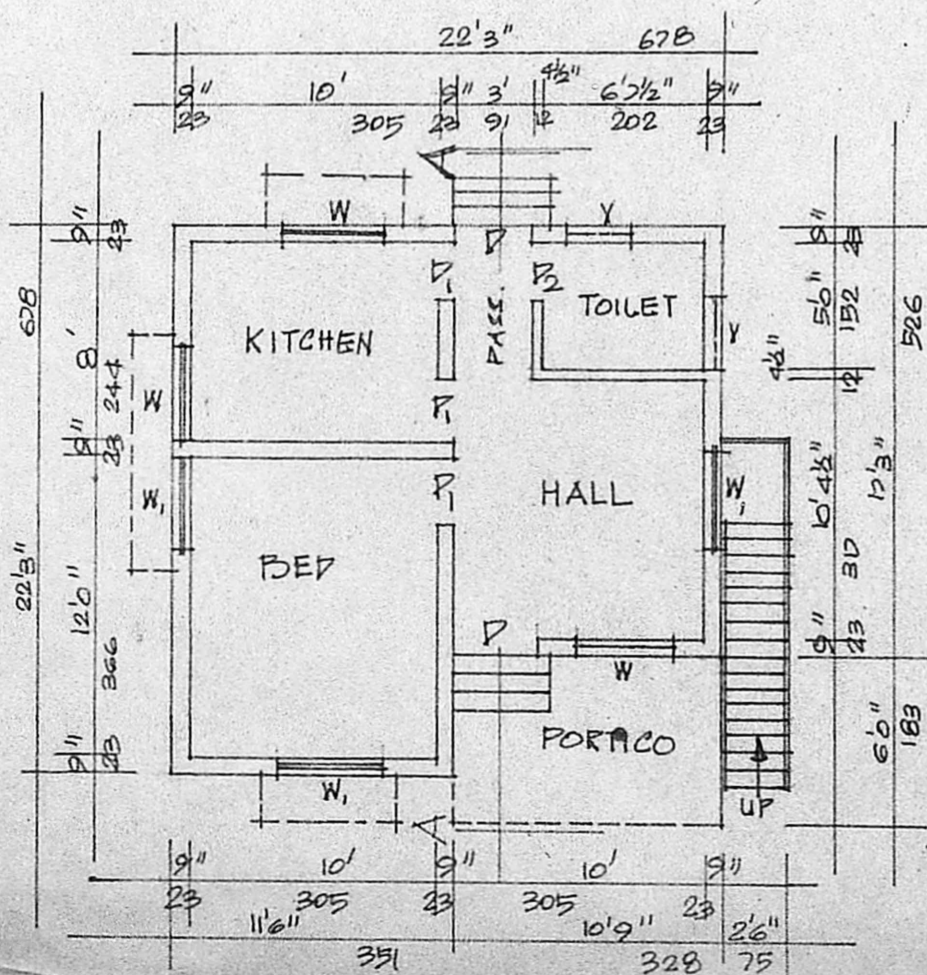 22'3" 678
9" 10' 9" 3' 4½" 6'7½" 9"
23 305 23 91 12 202 23
W D V
D1 D2
KITCHEN PASS. TOILET
V
W D1
W1 D1 HALL W1
BED
D W
PORTICO
W1 UP
A
9" 8' 9" 12'0" 9"
23 244 23 366 23
678 22'3"
9" 5'0" 4½" 10'4½" 9"
23 152 12 23
526 17'3"
6'0" 183
9" 10' 9" 10' 9"
23 305 23 305 23
11'6" 10'9" 2'6"
351 328 75